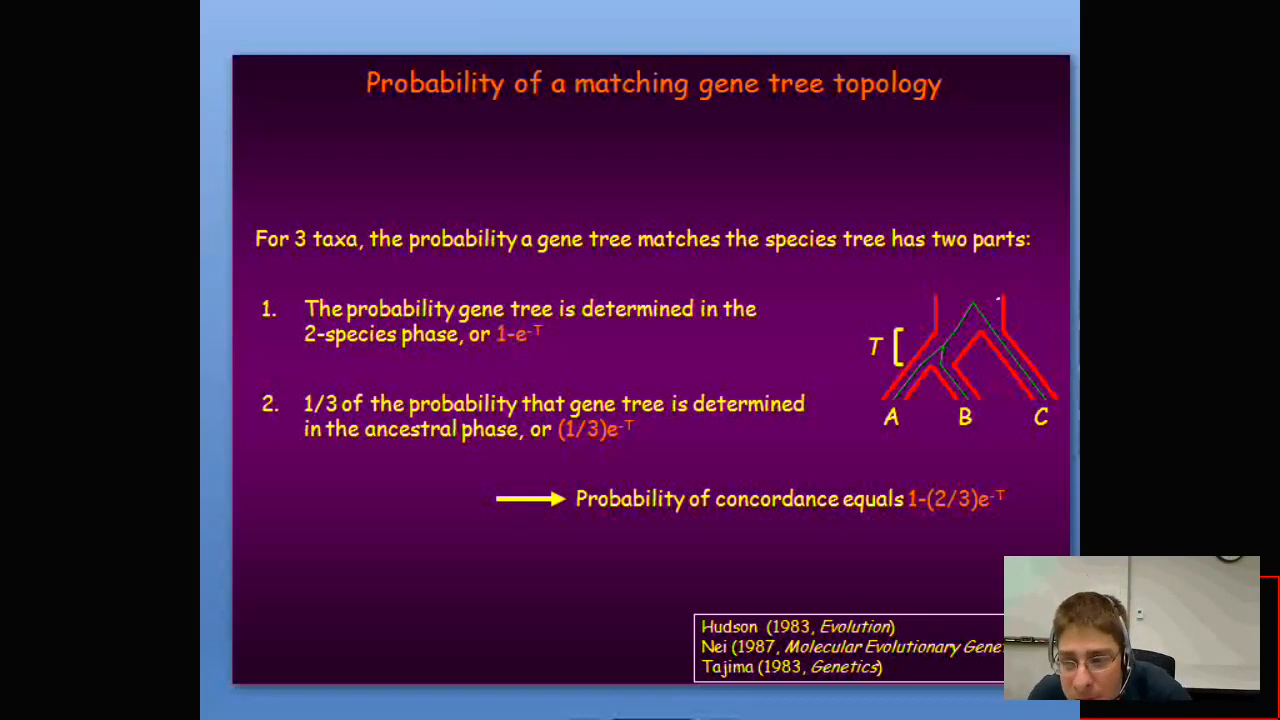 Probability of a matching gene tree topology
For 3 taxa, the probability a gene tree matches the species tree has two parts:
1. The probability gene tree is determined in the
2-species phase, or 1-e-T
T
2. 1/3 of the probability that gene tree is determined
in the ancestral phase, or (1/3)e-T
A B C
Probability of concordance equals 1-(2/3)e-T
Hudson (1983, Evolution)
Nei (1987, Molecular Evolutionary
Tajima (1983, Genetics)